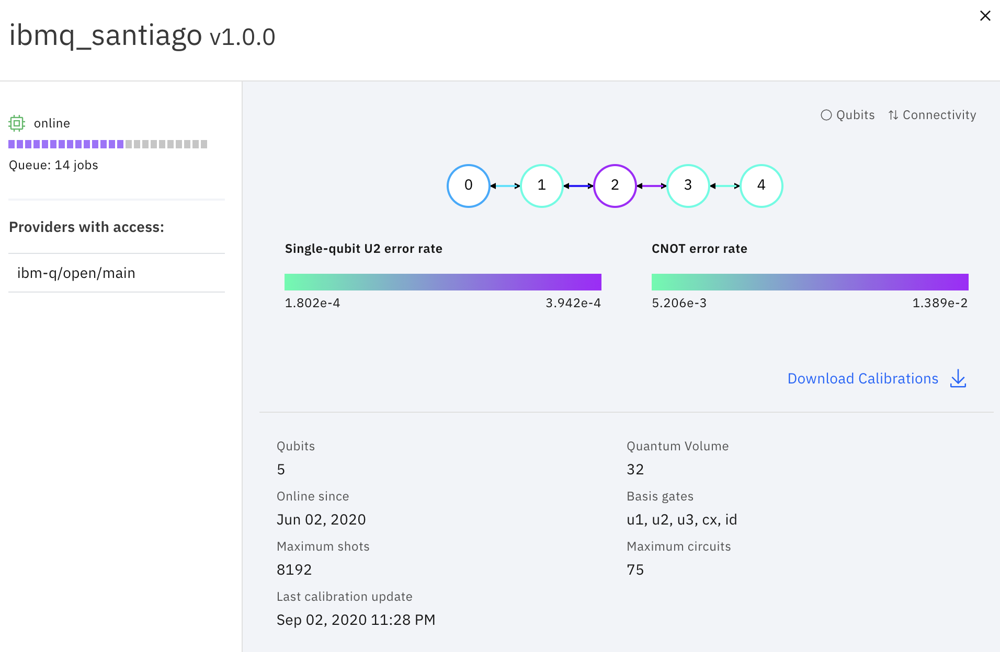 ibmq_santiago v1.0.0
online
Queue: 14 jobs
Providers with access:
ibm-q/open/main
Qubits Connectivity
0 1 2 3 4
Single-qubit U2 error rate
1.802e-4 3.942e-4
CNOT error rate
5.206e-3 1.389e-2
Download Calibrations
Qubits
5
Quantum Volume
32
Online since
Jun 02, 2020
Basis gates
u1, u2, u3, cx, id
Maximum shots
8192
Maximum circuits
75
Last calibration update
Sep 02, 2020 11:28 PM